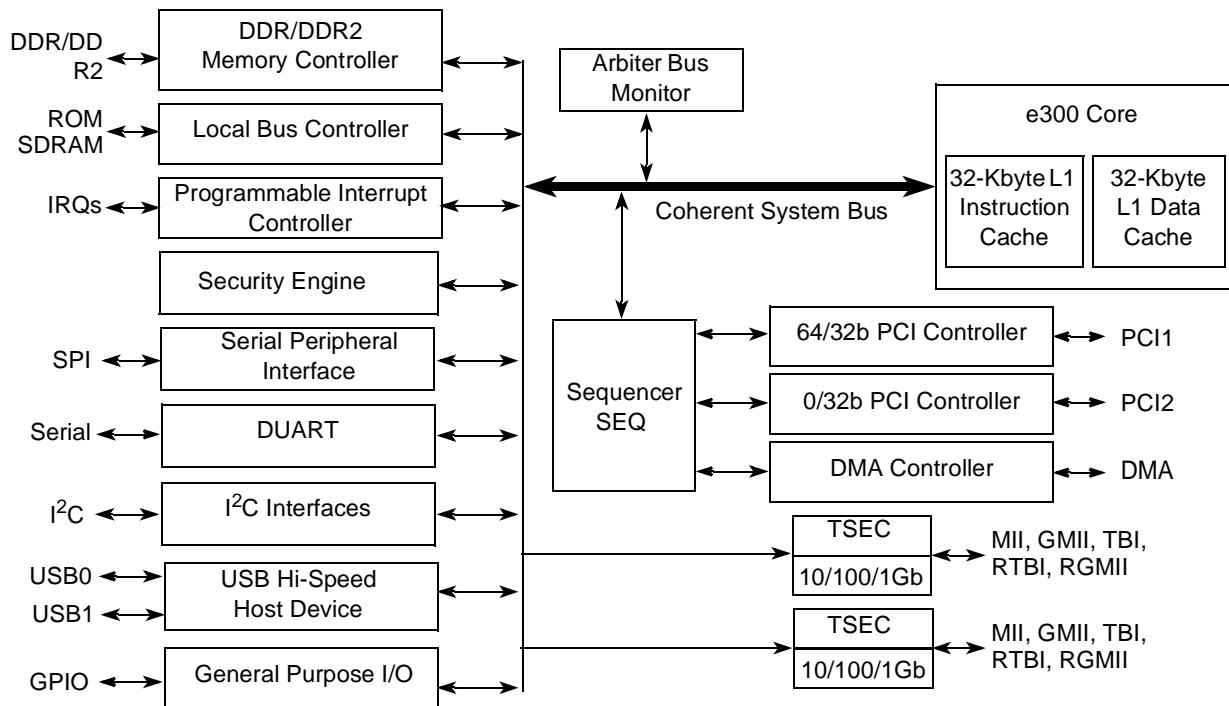 DDR/DD
R2
DDR/DDR2
Memory Controller
ROM
SDRAM
Local Bus Controller
IRQs
Programmable Interrupt
Controller
Security Engine
SPI
Serial Peripheral
Interface
Serial
DUART
I²C
I²C Interfaces
USB0
USB1
USB Hi-Speed
Host Device
GPIO
General Purpose I/O
Arbiter Bus
Monitor
Coherent System Bus
e300 Core
32-Kbyte L1
Instruction
Cache
32-Kbyte
L1 Data
Cache
Sequencer
SEQ
64/32b PCI Controller
PCI1
0/32b PCI Controller
PCI2
DMA Controller
DMA
TSEC
10/100/1Gb
MII, GMII, TBI,
RTBI, RGMII
TSEC
10/100/1Gb
MII, GMII, TBI,
RTBI, RGMII